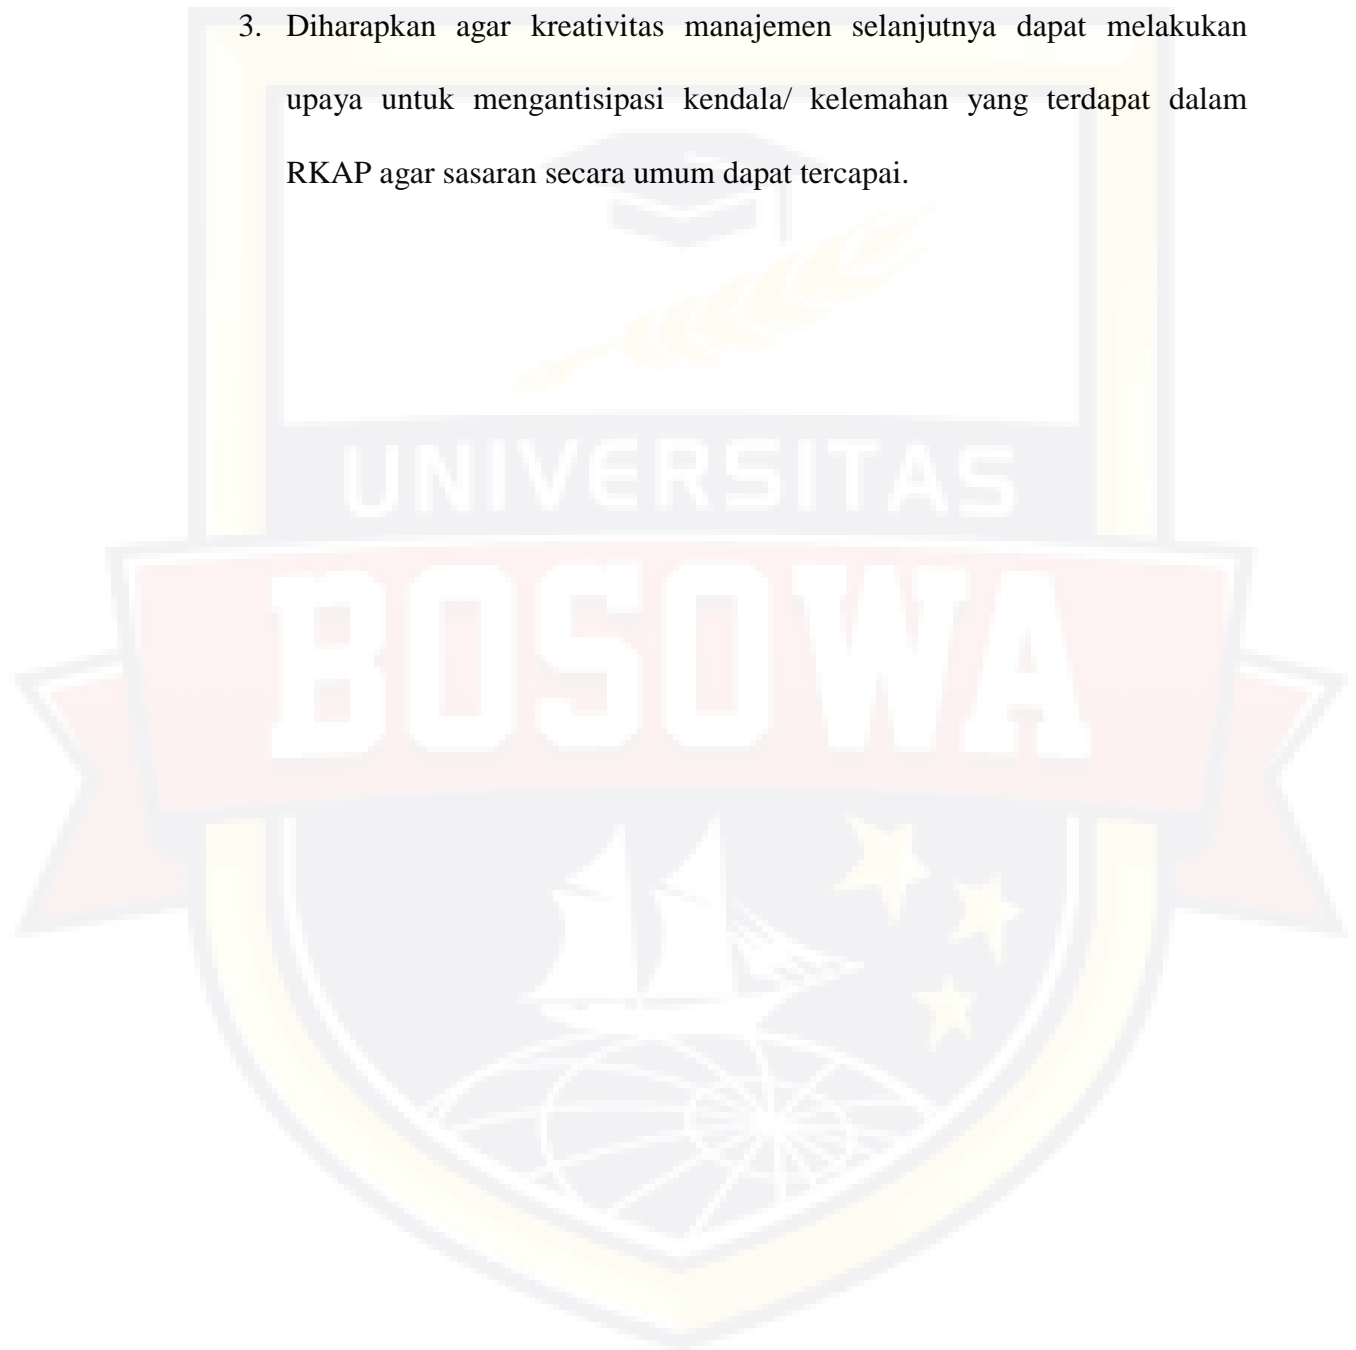 3. Diharapkan agar kreativitas manajemen selanjutnya dapat melakukan
upaya untuk mengantisipasi kendala/ kelemahan yang terdapat dalam
RKAP agar sasaran secara umum dapat tercapai.
UNIVERSITAS
BOSOWA